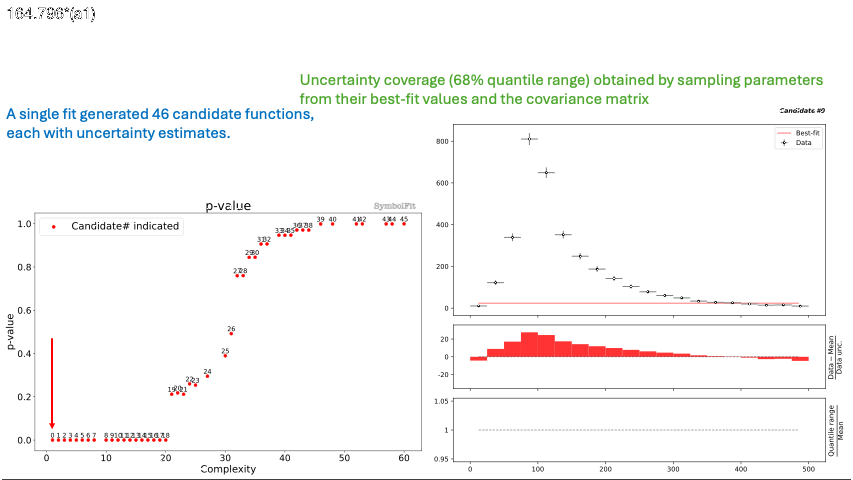 164.796*(a1)
Uncertainty coverage (68% quantile range) obtained by sampling parameters
from their best-fit values and the covariance matrix
A single fit generated 46 candidate functions,
each with uncertainty estimates.
Candidate #0
Best-fit
Data
800
600
400
200
0
p-value
SymbolFit
Candidate# indicated
p-value
1.0
0.8
0.6
0.4
0.2
0.0
0 1 2 3 4 5 6 7 8 9 10 11 12 13 14 15 16 17 18
19 20 21 22 23 24 25 26 27 28 29 30 31 32 33 34 35 36 37 38 39 40 41 42 43 44 45
0 10 20 30 40 50 60
Complexity
20
0
-20
Data − Mean
Data unc.
1.05
1.00
0.95
Quantile range
Mean
0 100 200 300 400 500